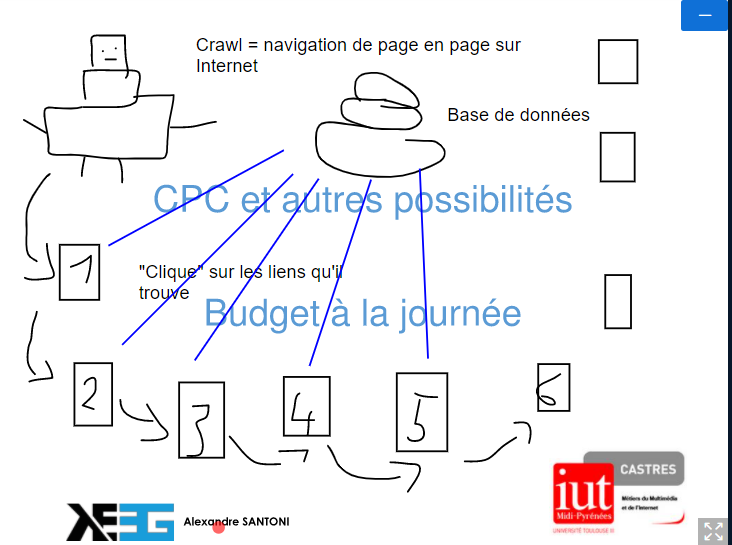 Crawl = navigation de page en page sur
Internet
Base de données
CPC et autres possibilités
1
"Clique" sur les liens qu'il
trouve
Budget à la journée
2
3
4
5
6
Alexandre SANTONI
iut
Midi-Pyrénées
UNIVERSITÉ TOULOUSE III
CASTRES
Métiers du Multimédia
et de l'Internet